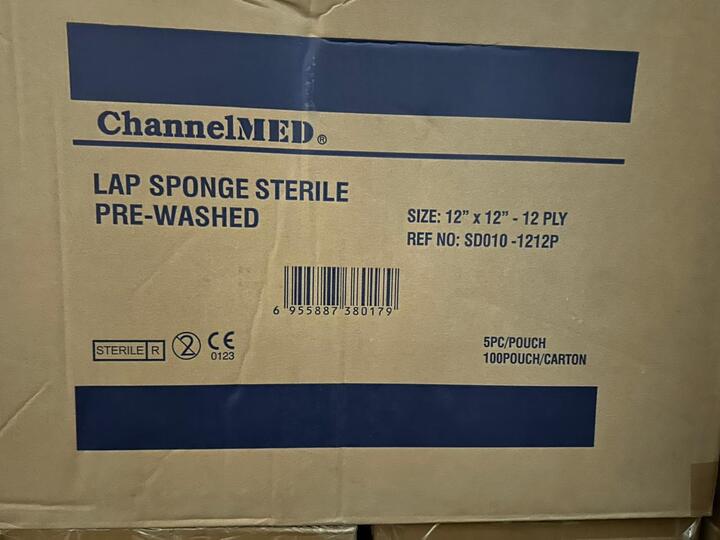 ChannelMED®
LAP SPONGE STERILE
PRE-WASHED
SIZE: 12" x 12" - 12 PLY
REF NO: SD010 -1212P
6 955887 380179
STERILE R
2
CE
0123
5PC/POUCH
100POUCH/CARTON